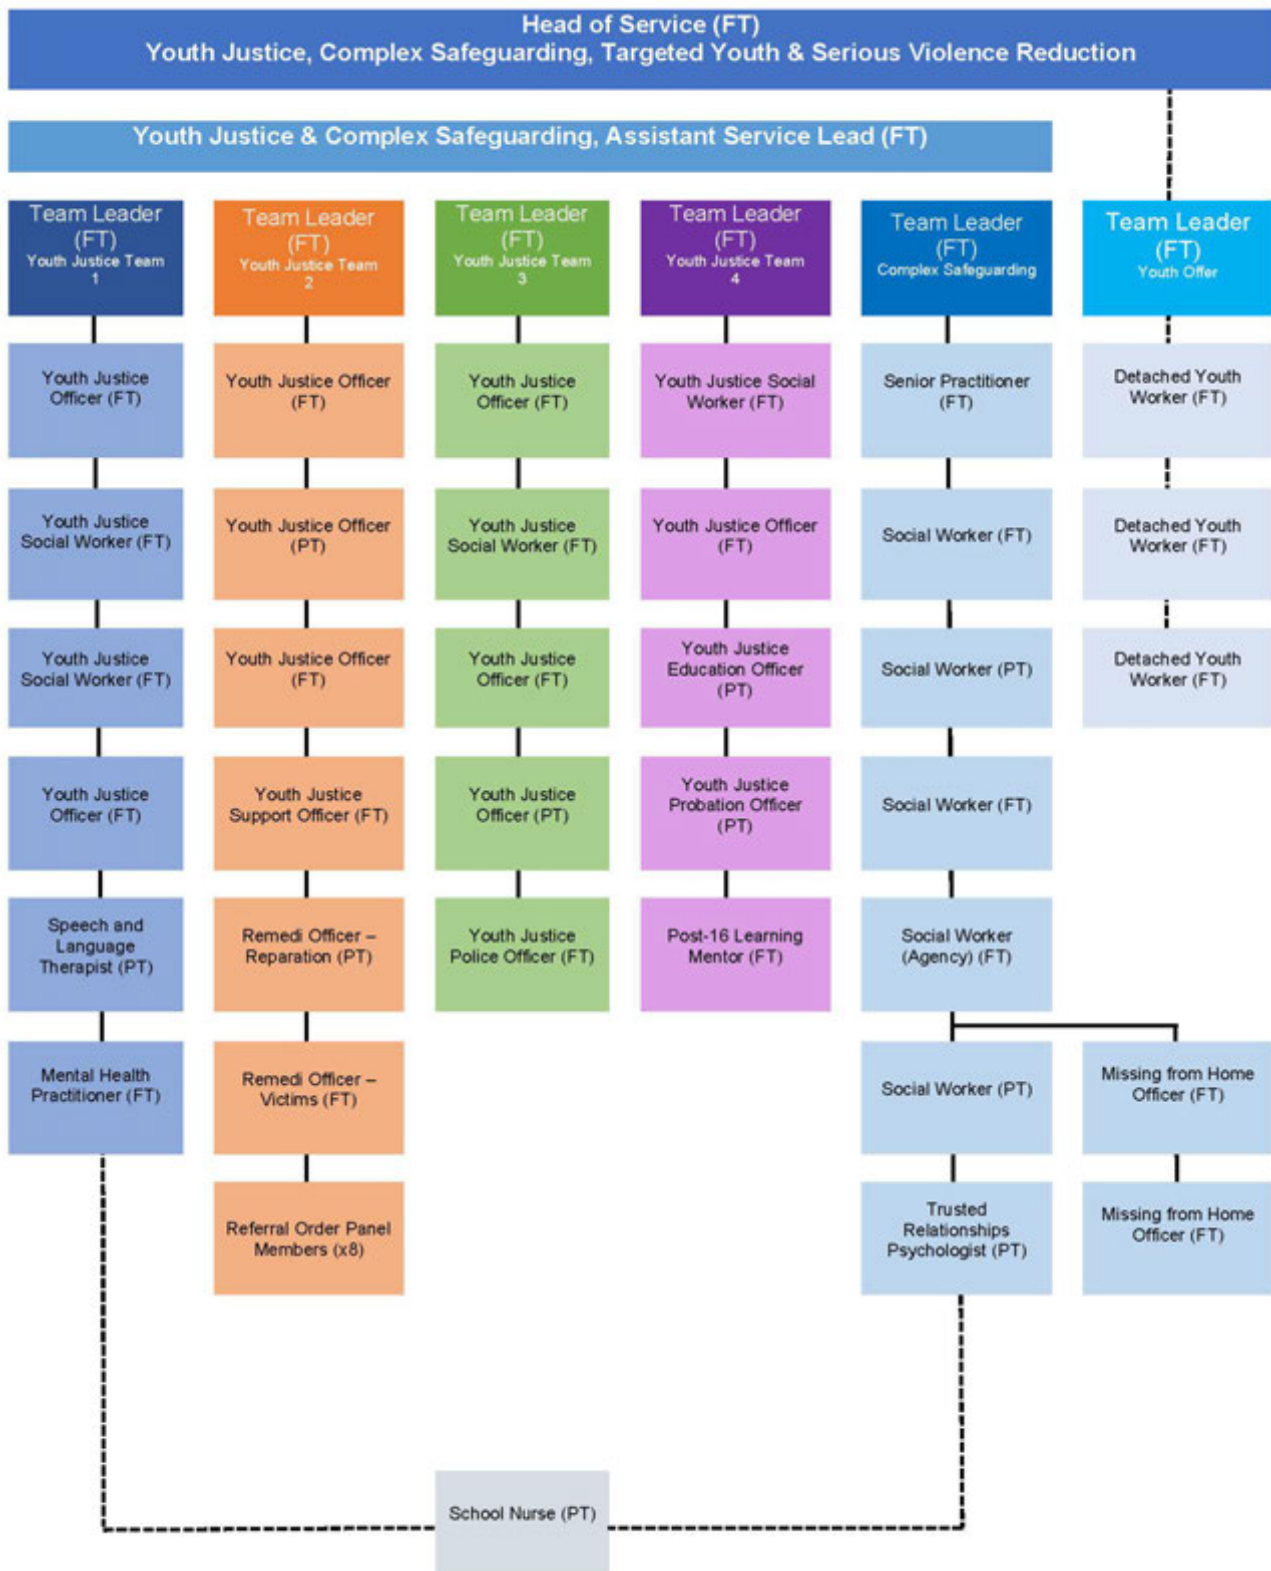 Head of Service (FT)
Youth Justice, Complex Safeguarding, Targeted Youth & Serious Violence Reduction
Youth Justice & Complex Safeguarding, Assistant Service Lead (FT)
Team Leader
(FT)
Youth Justice Team
1
Youth Justice
Officer (FT)
Youth Justice
Social Worker (FT)
Youth Justice
Social Worker (FT)
Youth Justice
Officer (FT)
Speech and
Language
Therapist (PT)
Mental Health
Practitioner (FT)
Team Leader
(FT)
Youth Justice Team
2
Youth Justice Officer
(FT)
Youth Justice Officer
(PT)
Youth Justice Officer
(FT)
Youth Justice
Support Officer (FT)
Remedi Officer –
Reparation (PT)
Remedi Officer –
Victims (FT)
Referral Order Panel
Members (x8)
Team Leader
(FT)
Youth Justice Team
3
Youth Justice
Officer (FT)
Youth Justice
Social Worker (FT)
Youth Justice
Officer (FT)
Youth Justice
Officer (PT)
Youth Justice
Police Officer (FT)
Team Leader
(FT)
Youth Justice Team
4
Youth Justice Social
Worker (FT)
Youth Justice Officer
(FT)
Youth Justice
Education Officer
(PT)
Youth Justice
Probation Officer
(PT)
Post-16 Learning
Mentor (FT)
Team Leader
(FT)
Complex Safeguarding
Senior Practitioner
(FT)
Social Worker (FT)
Social Worker (PT)
Social Worker (FT)
Social Worker
(Agency) (FT)
Social Worker (PT)
Trusted
Relationships
Psychologist (PT)
Missing from Home
Officer (FT)
Missing from Home
Officer (FT)
Team Leader
(FT)
Youth Offer
Detached Youth
Worker (FT)
Detached Youth
Worker (FT)
Detached Youth
Worker (FT)
School Nurse (PT)